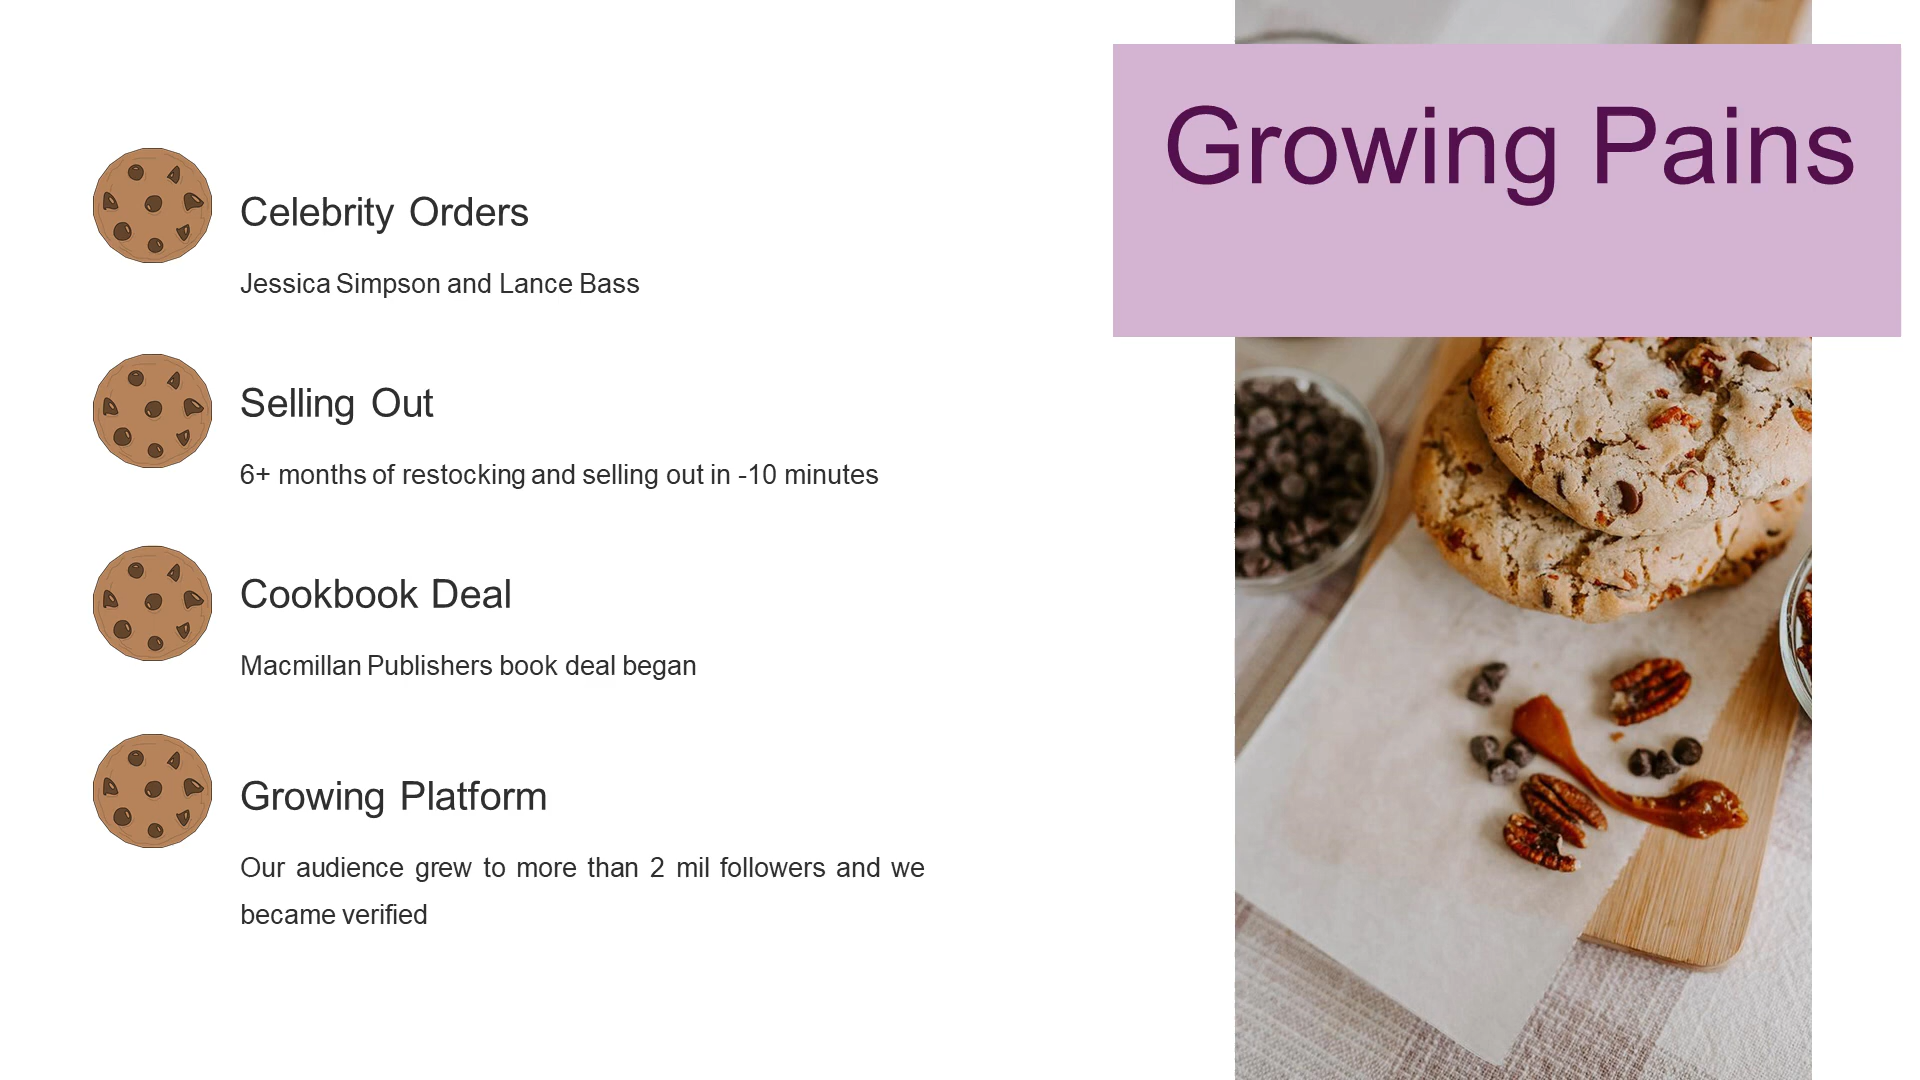 Growing Pains
Celebrity Orders
Jessica Simpson and Lance Bass
Selling Out
6+ months of restocking and selling out in -10 minutes
Cookbook Deal
Macmillan Publishers book deal began
Growing Platform
Our audience grew to more than 2 mil followers and we
became verified